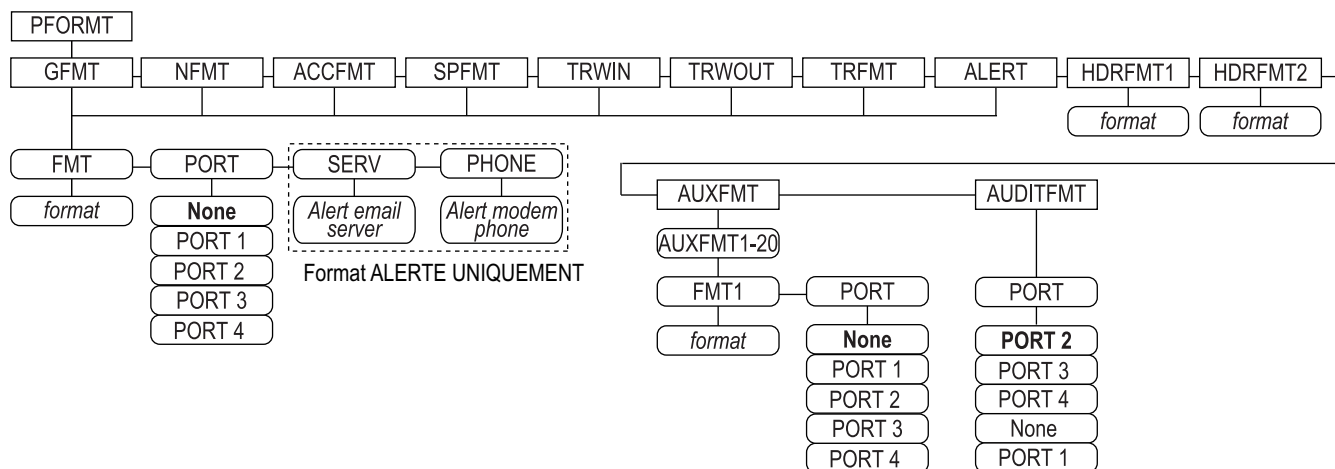 PFORMT
GFMT
NFMT
ACCFMT
SPFMT
TRWIN
TRWOUT
TRFMT
ALERT
HDRFMT1
HDRFMT2
format
format
FMT
PORT
SERV
PHONE
format
None
PORT 1
PORT 2
PORT 3
PORT 4
Alert email
server
Alert modem
phone
Format ALERTE UNIQUEMENT
AUXFMT
AUDITFMT
AUXFMT1-20
FMT1
PORT
PORT
format
None
PORT 1
PORT 2
PORT 3
PORT 4
PORT 2
PORT 3
PORT 4
None
PORT 1